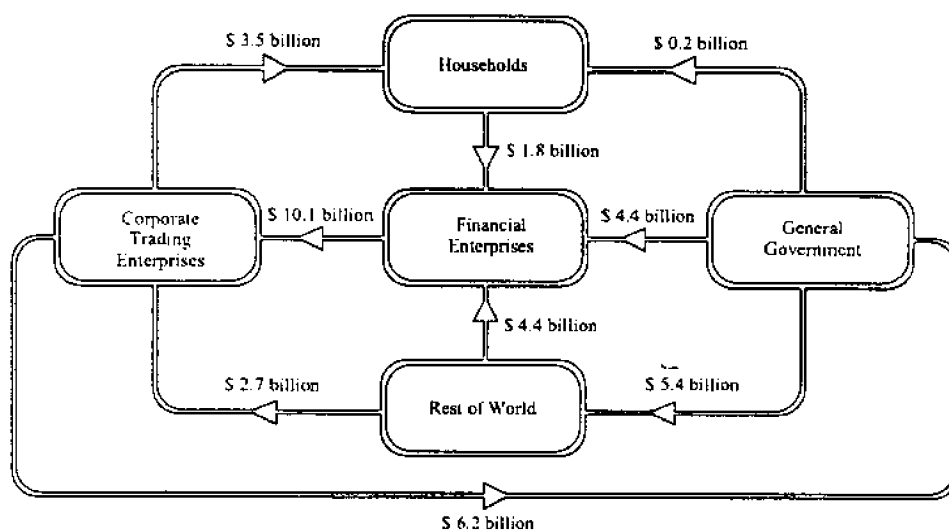 $ 3.5 billion
Households
$ 0.2 billion
$ 1.8 billion
Corporate
Trading
Enterprises
$ 10.1 billion
Financial
Enterprises
$ 4.4 billion
General
Government
$ 4.4 billion
$ 2.7 billion
Rest of World
$ 5.4 billion
$ 6.2 billion